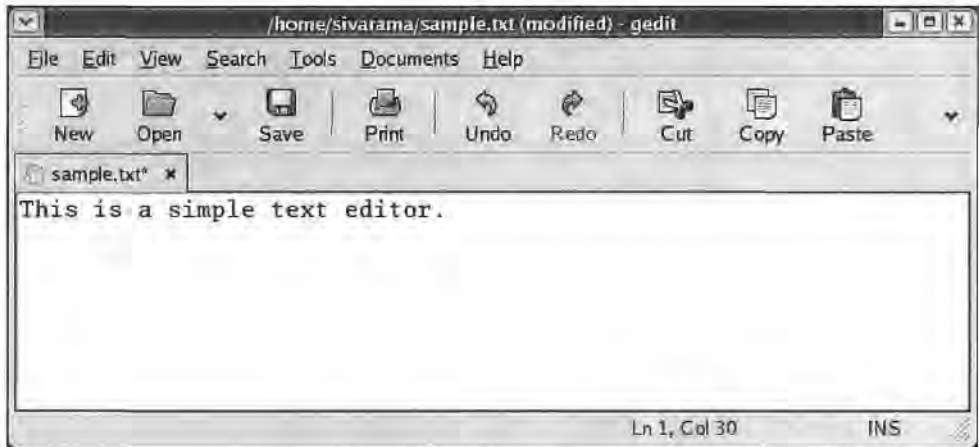 /home/sivarama/sample.txt (modified) - gedit
File Edit View Search Tools Documents Help
New Open Save Print Undo Redo Cut Copy Paste
sample.txt*
This is a simple text editor.
Ln 1, Col 30 INS